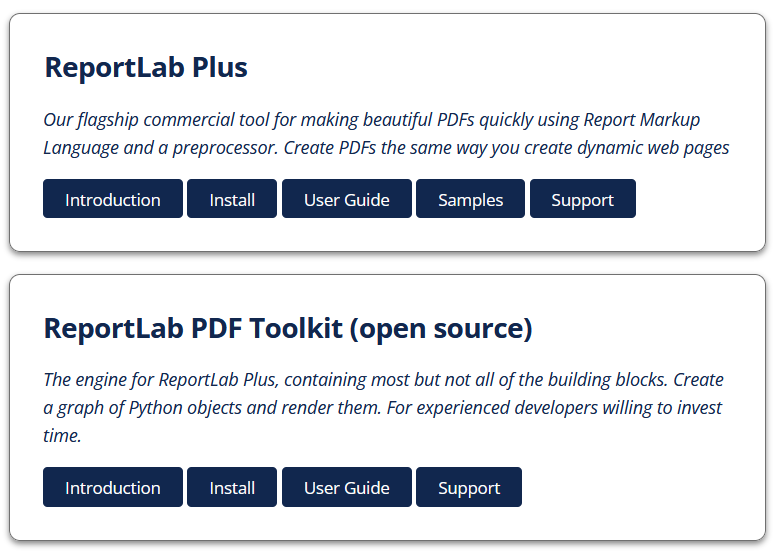 ReportLab Plus
Our flagship commercial tool for making beautiful PDFs quickly using Report Markup
Language and a preprocessor. Create PDFs the same way you create dynamic web pages
Introduction Install User Guide Samples Support
ReportLab PDF Toolkit (open source)
The engine for ReportLab Plus, containing most but not all of the building blocks. Create
a graph of Python objects and render them. For experienced developers willing to invest
time.
Introduction Install User Guide Support